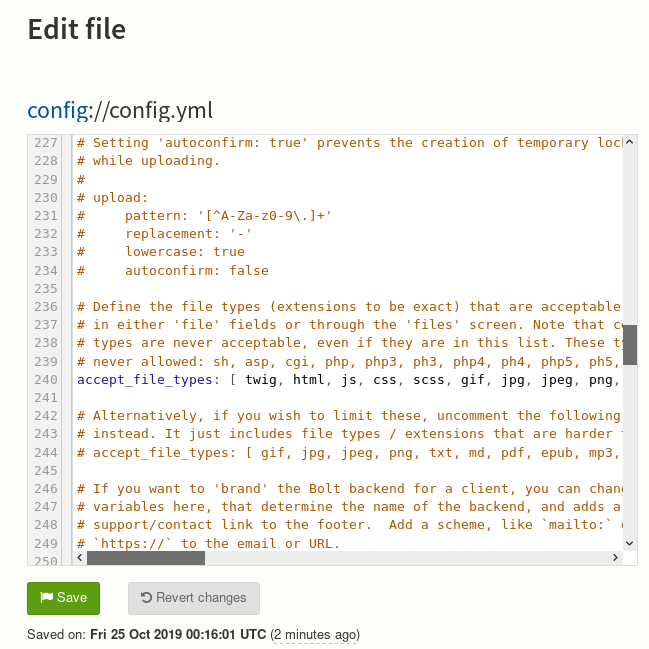 Edit file
config://config.yml
227 # Setting 'autoconfirm: true' prevents the creation of temporary lock
228 # while uploading.
229 #
230 # upload:
231 #     pattern: '[^A-Za-z0-9\.]+'
232 #     replacement: '-'
233 #     lowercase: true
234 #     autoconfirm: false
235
236 # Define the file types (extensions to be exact) that are acceptable
237 # in either 'file' fields or through the 'files' screen. Note that c
238 # types are never acceptable, even if they are in this list. These ty
239 # never allowed: sh, asp, cgi, php, php3, ph3, php4, ph4, php5, ph5,
240 accept_file_types: [ twig, html, js, css, scss, gif, jpg, jpeg, png,
241
242 # Alternatively, if you wish to limit these, uncomment the following
243 # instead. It just includes file types / extensions that are harder
244 # accept_file_types: [ gif, jpg, jpeg, png, txt, md, pdf, epub, mp3,
245
246 # If you want to 'brand' the Bolt backend for a client, you can chang
247 # variables here, that determine the name of the backend, and adds a
248 # support/contact link to the footer.  Add a scheme, like `mailto:`
249 # `https://` to the email or URL.
250
Save
Revert changes
Saved on: Fri 25 Oct 2019 00:16:01 UTC (2 minutes ago)